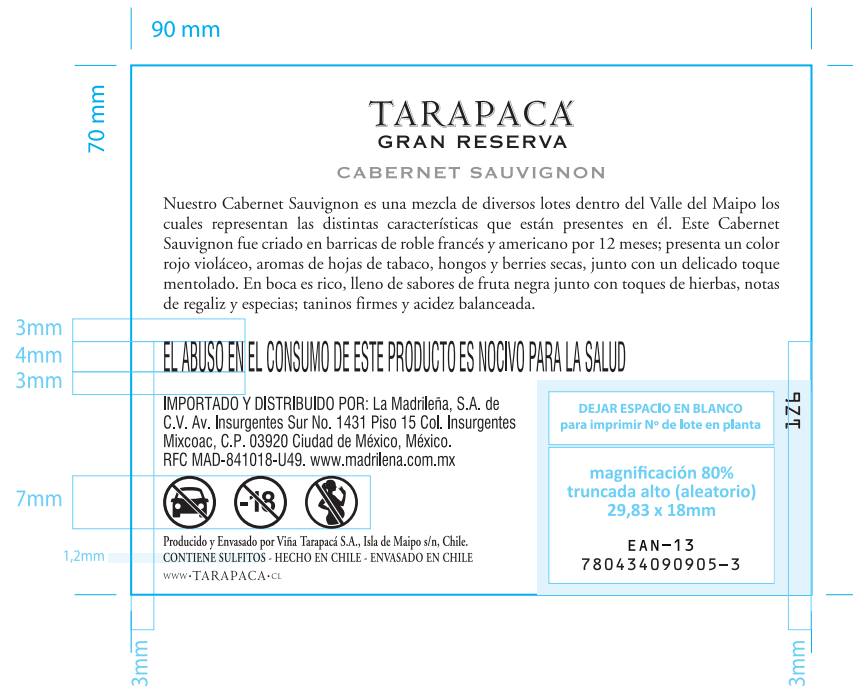 90 mm
70 mm
TARAPACÁ
GRAN RESERVA
CABERNET SAUVIGNON
Nuestro Cabernet Sauvignon es una mezcla de diversos lotes dentro del Valle del Maipo los
cuales representan las distintas características que están presentes en él. Este Cabernet
Sauvignon fue criado en barricas de roble francés y americano por 12 meses; presenta un color
rojo violáceo, aromas de hojas de tabaco, hongos y berries secas, junto con un delicado toque
mentolado. En boca es rico, lleno de sabores de fruta negra junto con toques de hierbas, notas
de regaliz y especias; taninos firmes y acidez balanceada.
3mm
4mm
3mm
EL ABUSO EN EL CONSUMO DE ESTE PRODUCTO ES NOCIVO PARA LA SALUD
IMPORTADO Y DISTRIBUIDO POR: La Madrileña, S.A. de
C.V. Av. Insurgentes Sur No. 1431 Piso 15 Col. Insurgentes
Mixcoac, C.P. 03920 Ciudad de México, México.
RFC MAD-841018-U49. www.madrilena.com.mx
7mm
-18
Producido y Envasado por Viña Tarapacá S.A., Isla de Maipo s/n, Chile.
1,2mm
CONTIENE SULFITOS - HECHO EN CHILE - ENVASADO EN CHILE
WWW•TARAPACA•CL
DEJAR ESPACIO EN BLANCO
para imprimir Nº de lote en planta
magnificación 80%
truncada alto (aleatorio)
29,83 x 18mm
EAN-13
780434090905-3
3mm
3mm